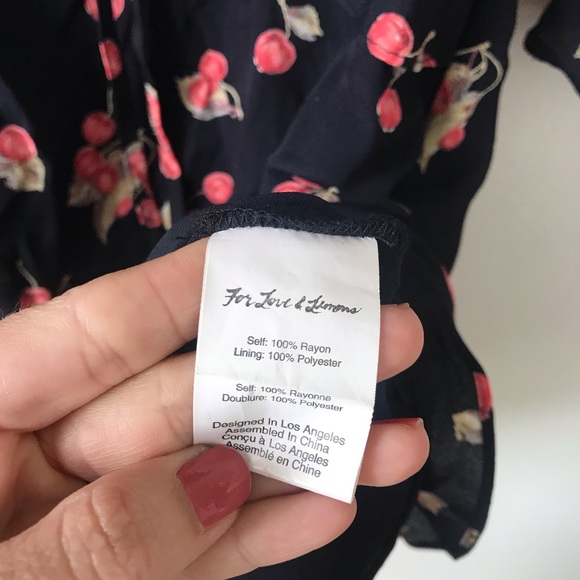 For Love & Lemons
Self: 100% Rayon
Lining: 100% Polyester
Self: 100% Rayonne
Doublure: 100% Polyester
Designed In Los Angeles
Assembled In China
Conçu à Los Angeles
Assemblé en Chine